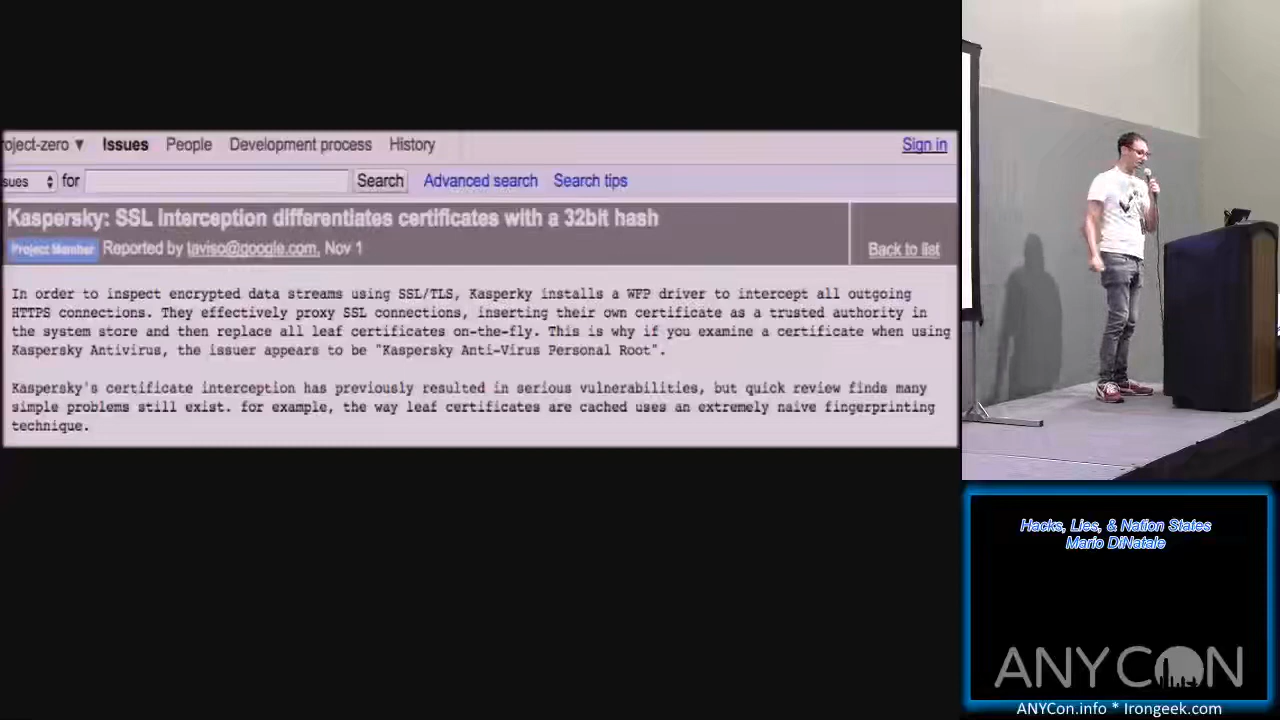 oject-zero ▼ Issues People Development process History Sign in
sues for Search Advanced search Search tips
Kaspersky: SSL interception differentiates certificates with a 32bit hash
Project Member Reported by taviso@google.com, Nov 1 Back to list
In order to inspect encrypted data streams using SSL/TLS, Kasperky installs a WFP driver to intercept all outgoing
HTTPS connections. They effectively proxy SSL connections, inserting their own certificate as a trusted authority in
the system store and then replace all leaf certificates on-the-fly. This is why if you examine a certificate when using
Kaspersky Antivirus, the issuer appears to be "Kaspersky Anti-Virus Personal Root".
Kaspersky's certificate interception has previously resulted in serious vulnerabilities, but quick review finds many
simple problems still exist. for example, the way leaf certificates are cached uses an extremely naive fingerprinting
technique.
Hacks, Lies, & Nation States
Mario DiNatale
ANYCON
ANYCon.info * Irongeek.com